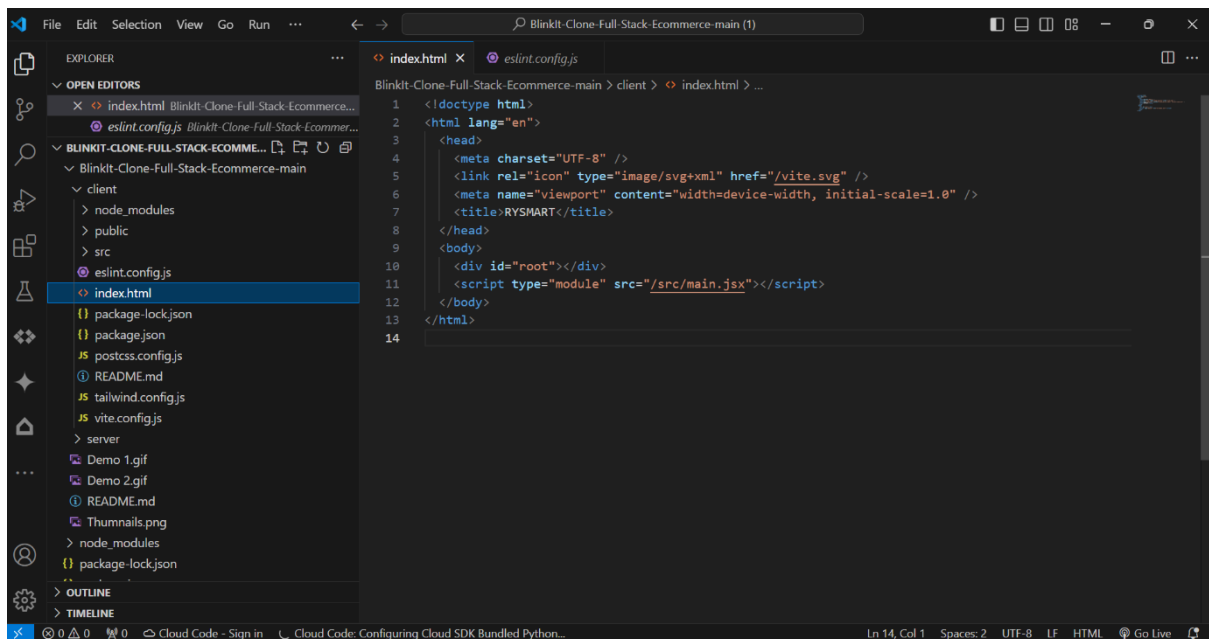 File Edit Selection View Go Run ··· BlinkIt-Clone-Full-Stack-Ecommerce-main (1)
EXPLORER ···
OPEN EDITORS
index.html BlinkIt-Clone-Full-Stack-Ecommerce...
eslint.config.js BlinkIt-Clone-Full-Stack-Ecommer...
BLINKIT-CLONE-FULL-STACK-ECOMME...
BlinkIt-Clone-Full-Stack-Ecommerce-main
client
node_modules
public
src
eslint.config.js
index.html
package-lock.json
package.json
postcss.config.js
README.md
tailwind.config.js
vite.config.js
server
Demo 1.gif
Demo 2.gif
README.md
Thumnails.png
node_modules
package-lock.json
OUTLINE
TIMELINE
index.html eslint.config.js
BlinkIt-Clone-Full-Stack-Ecommerce-main > client > index.html > ...
1 <!doctype html>
2 <html lang="en">
3 <head>
4 <meta charset="UTF-8" />
5 <link rel="icon" type="image/svg+xml" href="/vite.svg" />
6 <meta name="viewport" content="width=device-width, initial-scale=1.0" />
7 <title>RYSMART</title>
8 </head>
9 <body>
10 <div id="root"></div>
11 <script type="module" src="/src/main.jsx"></script>
12 </body>
13 </html>
14
0 0 0 Cloud Code - Sign in Cloud Code: Configuring Cloud SDK Bundled Python... Ln 14, Col 1 Spaces: 2 UTF-8 LF HTML Go Live